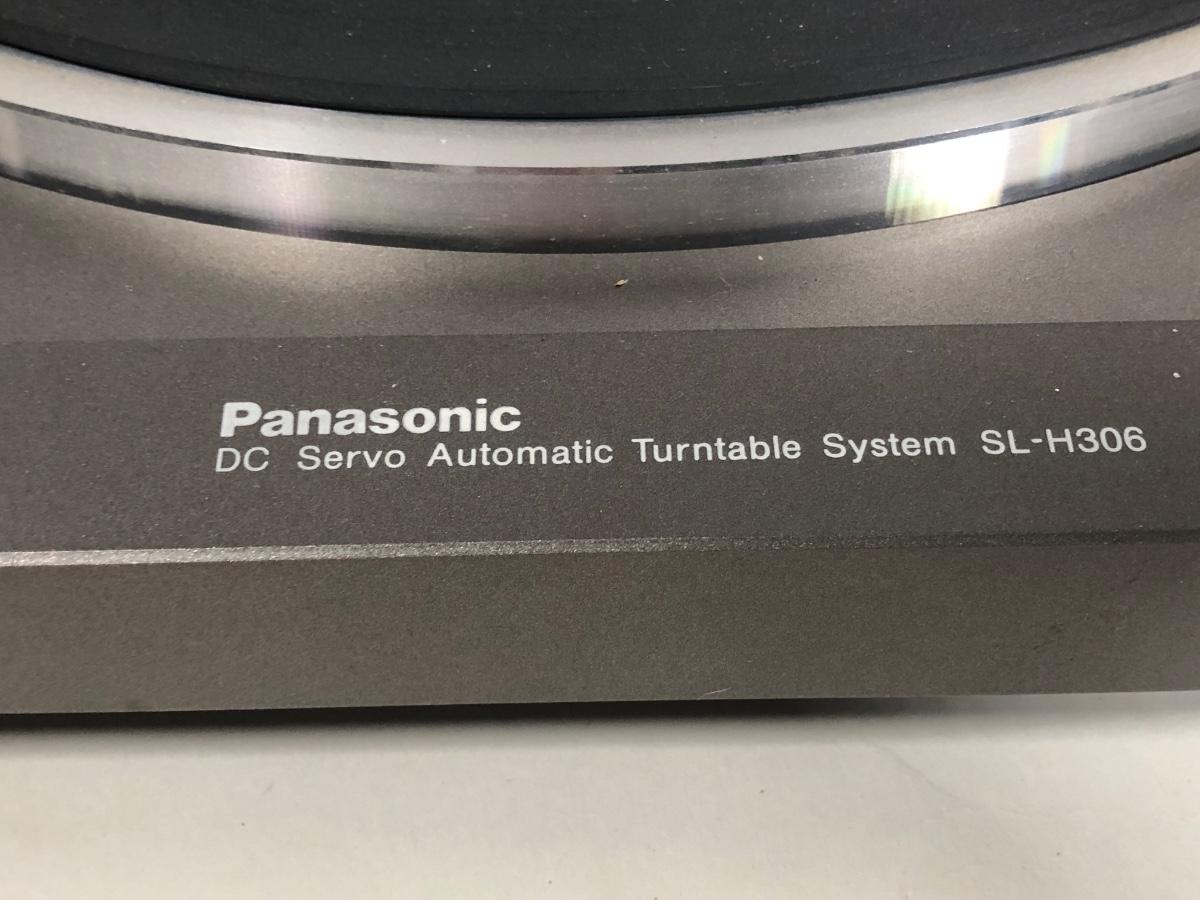 Panasonic
DC Servo Automatic Turntable System SL-H306